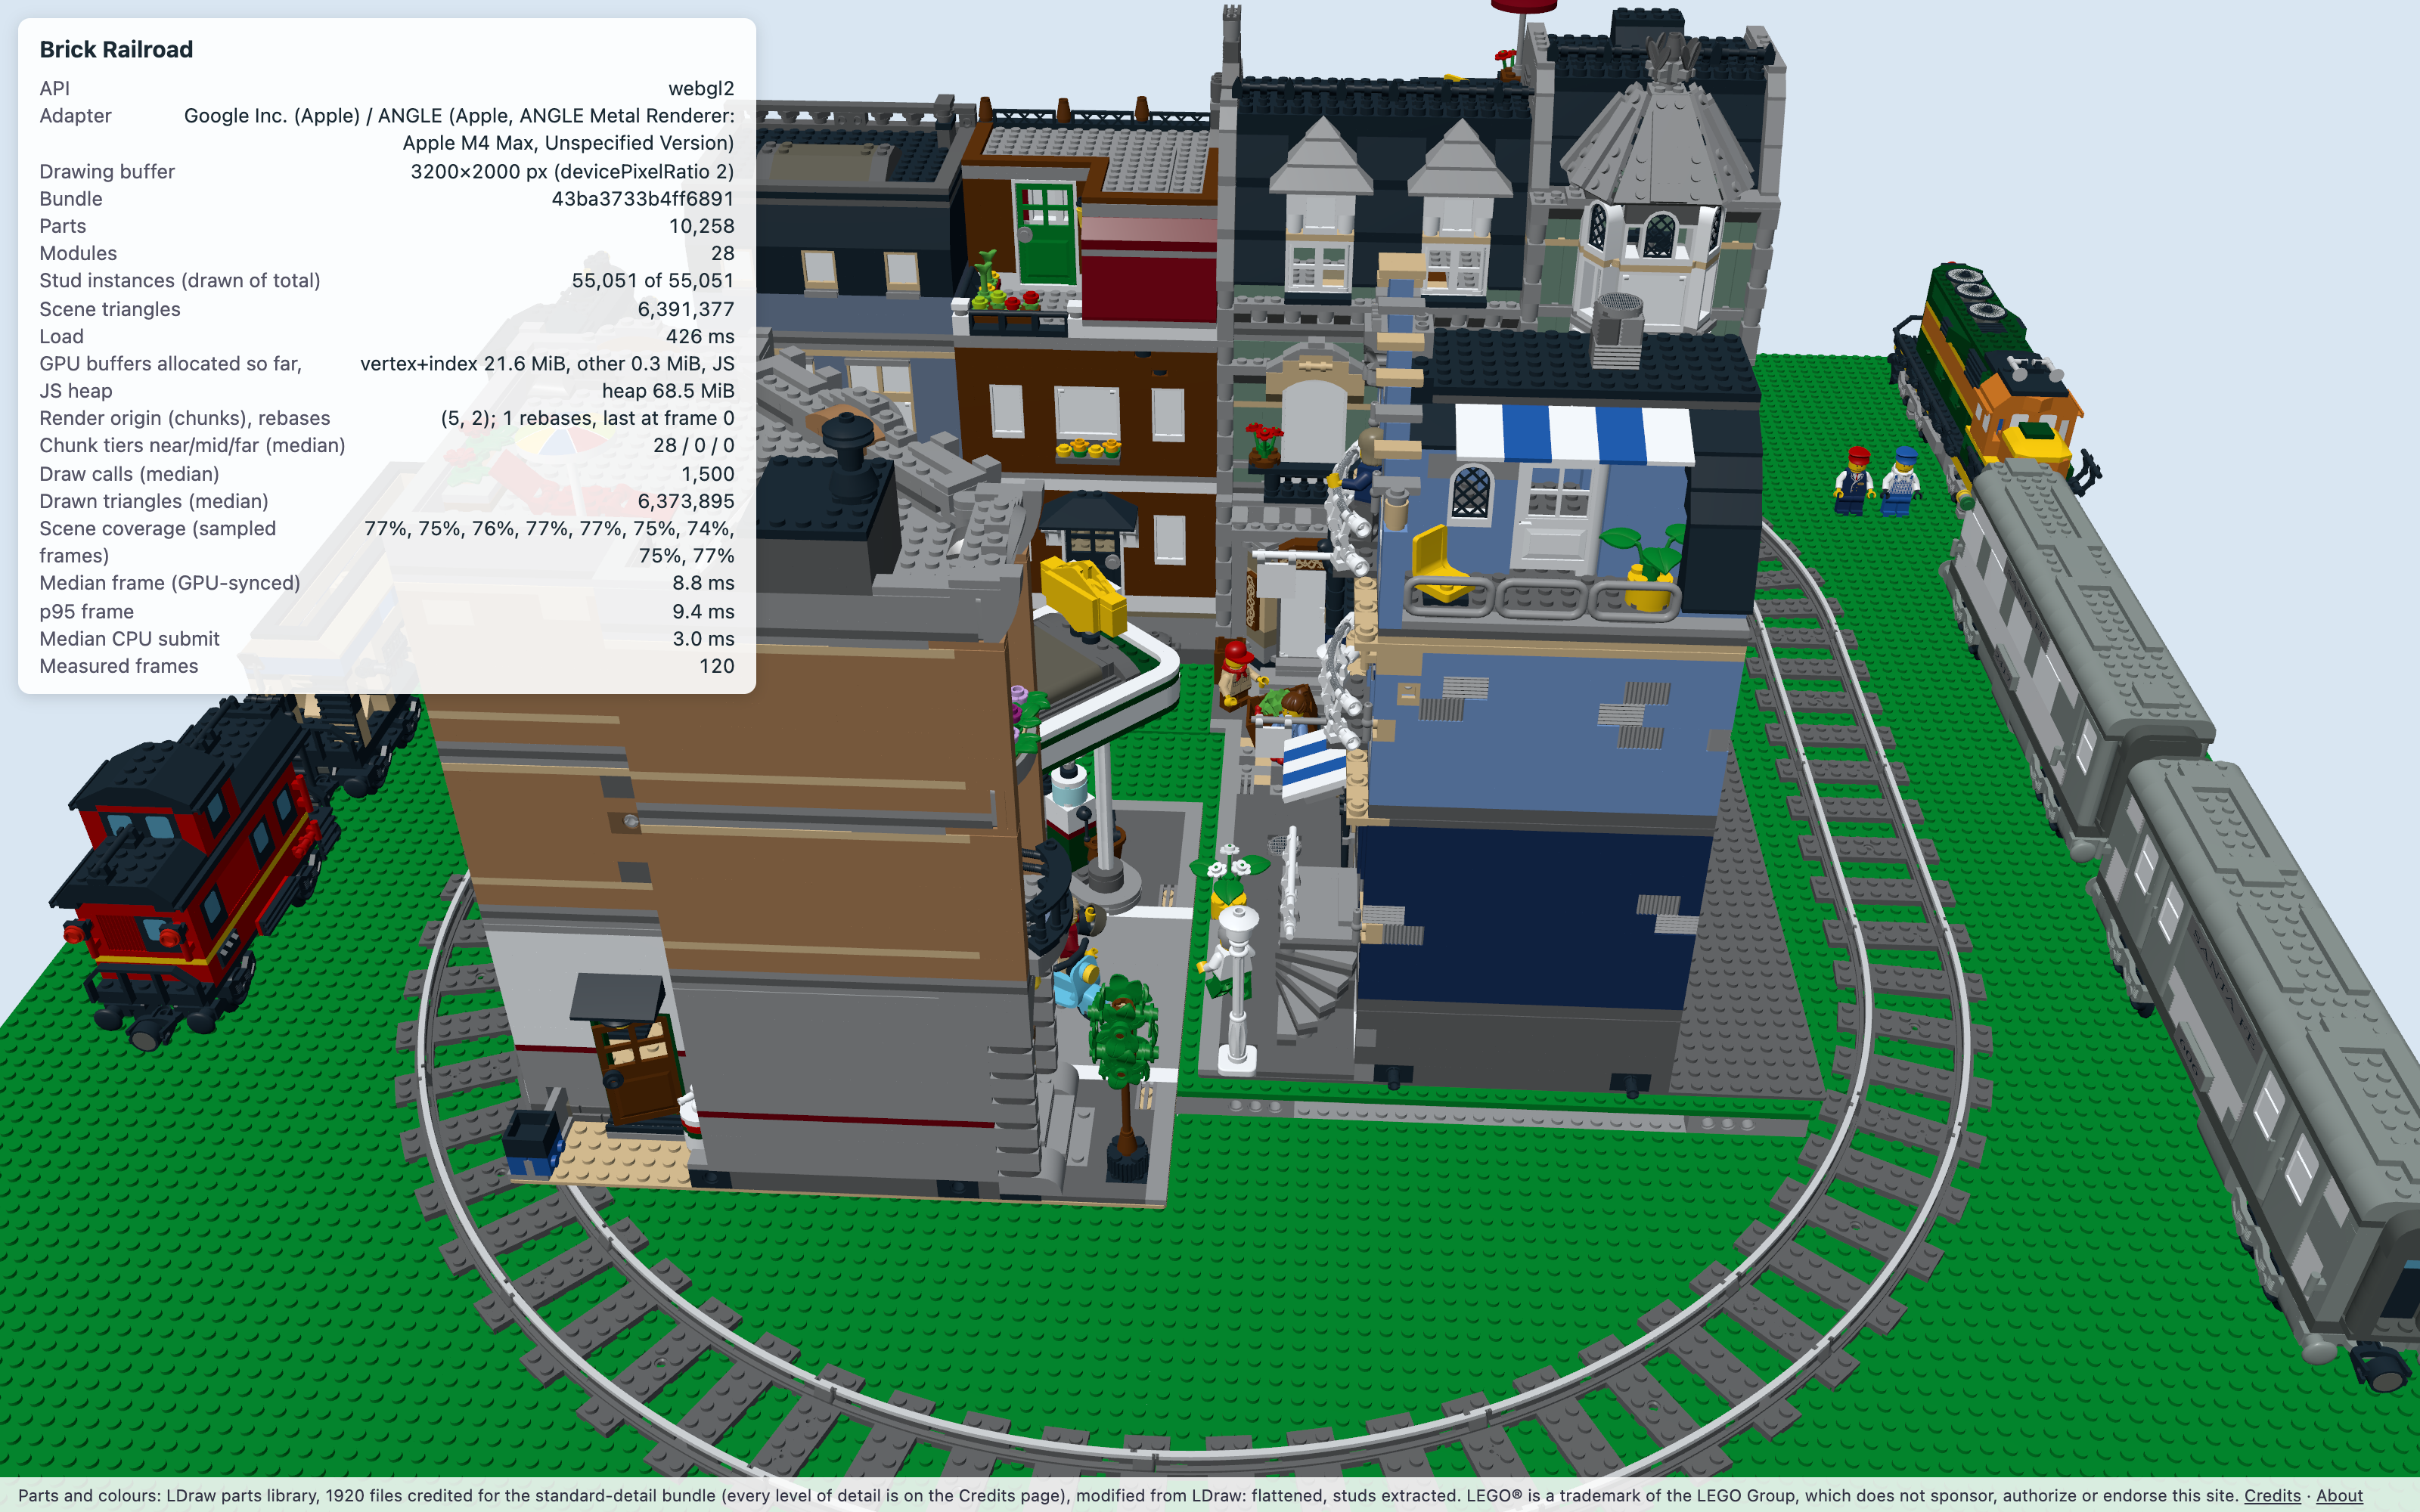 Brick Railroad
API webgl2
Adapter Google Inc. (Apple) / ANGLE (Apple, ANGLE Metal Renderer:
Apple M4 Max, Unspecified Version)
Drawing buffer 3200×2000 px (devicePixelRatio 2)
Bundle 43ba3733b4ff6891
Parts 10,258
Modules 28
Stud instances (drawn of total) 55,051 of 55,051
Scene triangles 6,391,377
Load 426 ms
GPU buffers allocated so far, vertex+index 21.6 MiB, other 0.3 MiB, JS
JS heap heap 68.5 MiB
Render origin (chunks), rebases (5, 2); 1 rebases, last at frame 0
Chunk tiers near/mid/far (median) 28 / 0 / 0
Draw calls (median) 1,500
Drawn triangles (median) 6,373,895
Scene coverage (sampled 77%, 75%, 76%, 77%, 77%, 75%, 74%,
frames) 75%, 77%
Median frame (GPU-synced) 8.8 ms
p95 frame 9.4 ms
Median CPU submit 3.0 ms
Measured frames 120
Parts and colours: LDraw parts library, 1920 files credited for the standard-detail bundle (every level of detail is on the Credits page), modified from LDraw: flattened, studs extracted. LEGO® is a trademark of the LEGO Group, which does not sponsor, authorize or endorse this site. Credits · About